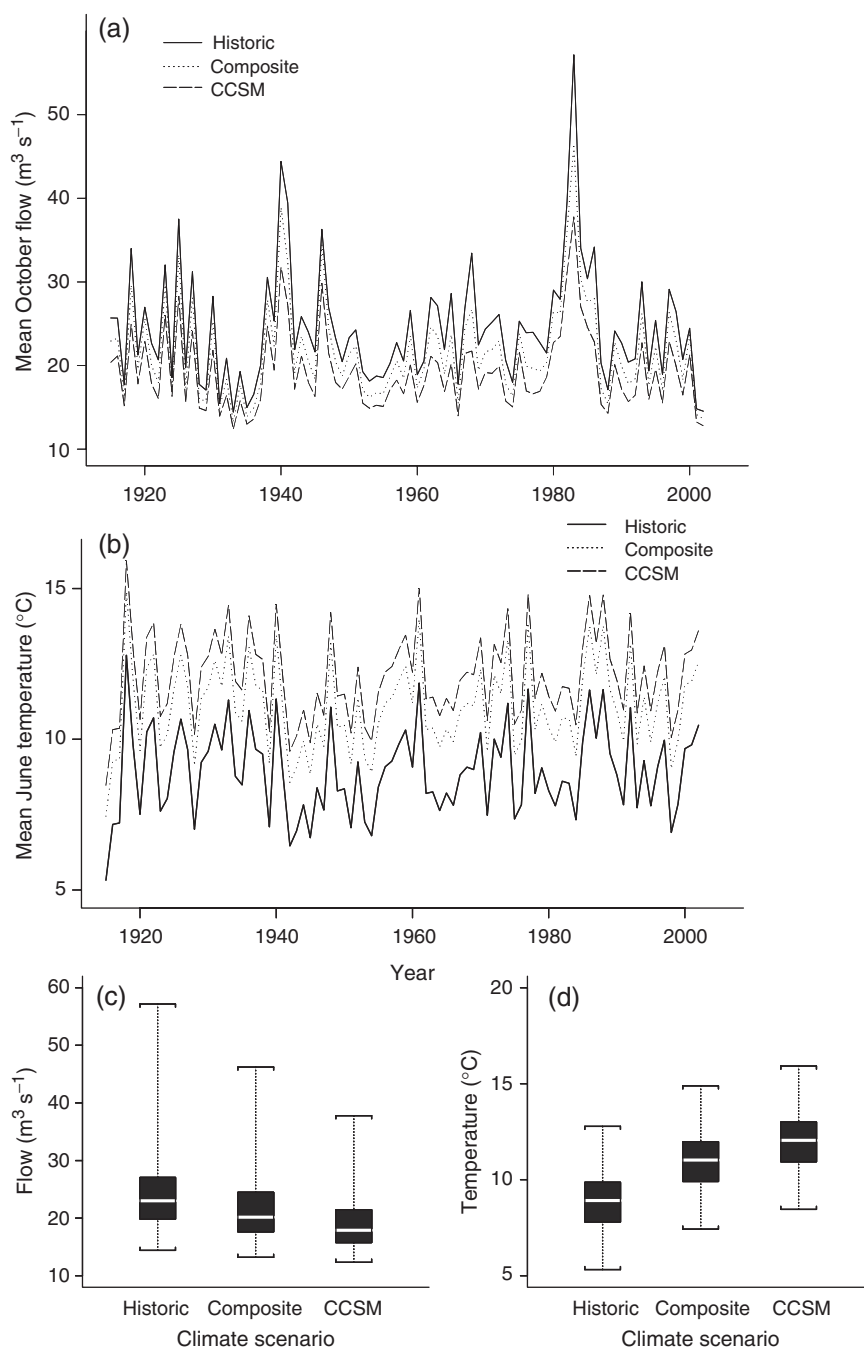 (a)
Historic
Composite
CCSM
Mean October flow (m³ s⁻¹)
50
40
30
20
10
1920 1940 1960 1980 2000
(b)
Historic
Composite
CCSM
Mean June temperature (°C)
15
10
5
1920 1940 1960 1980 2000
Year
(c)
Flow (m³ s⁻¹)
60
50
40
30
20
10
Historic Composite CCSM
Climate scenario
(d)
Temperature (°C)
20
15
10
5
Historic Composite CCSM
Climate scenario